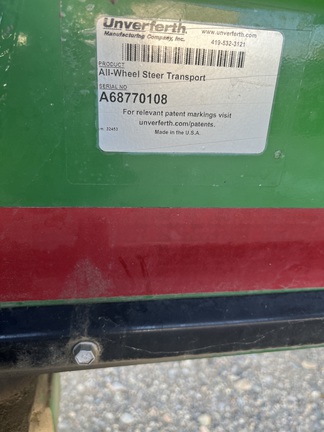 Unverferth
Manufacturing Company, Inc.
www.unverferth.com
419-532-3121
PRODUCT
All-Wheel Steer Transport
SERIAL NO
A68770108
For relevant patent markings visit
unverferth.com/patents.
Made in the U.S.A.